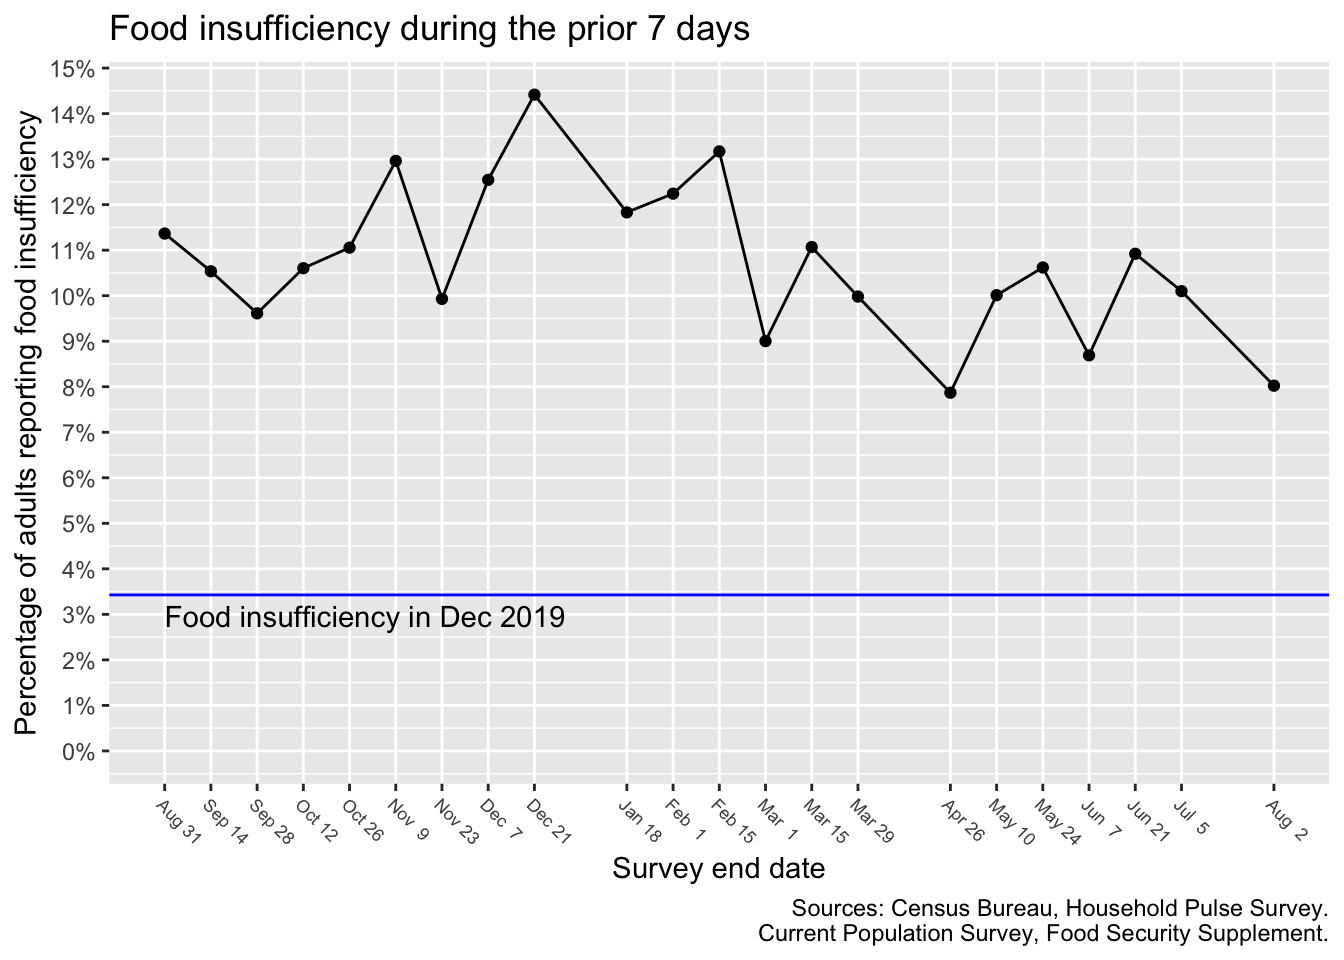 Food insufficiency during the prior 7 days
Percentage of adults reporting food insufficiency
15%
14%
13%
12%
11%
10%
9%
8%
7%
6%
5%
4%
3%
2%
1%
0%
Food insufficiency in Dec 2019
Aug 31
Sep 14
Sep 28
Oct 12
Oct 26
Nov 9
Nov 23
Dec 7
Dec 21
Jan 18
Feb 1
Feb 15
Mar 1
Mar 15
Mar 29
Apr 26
May 10
May 24
Jun 7
Jun 21
Jul 5
Aug 2
Survey end date
Sources: Census Bureau, Household Pulse Survey.
Current Population Survey, Food Security Supplement.